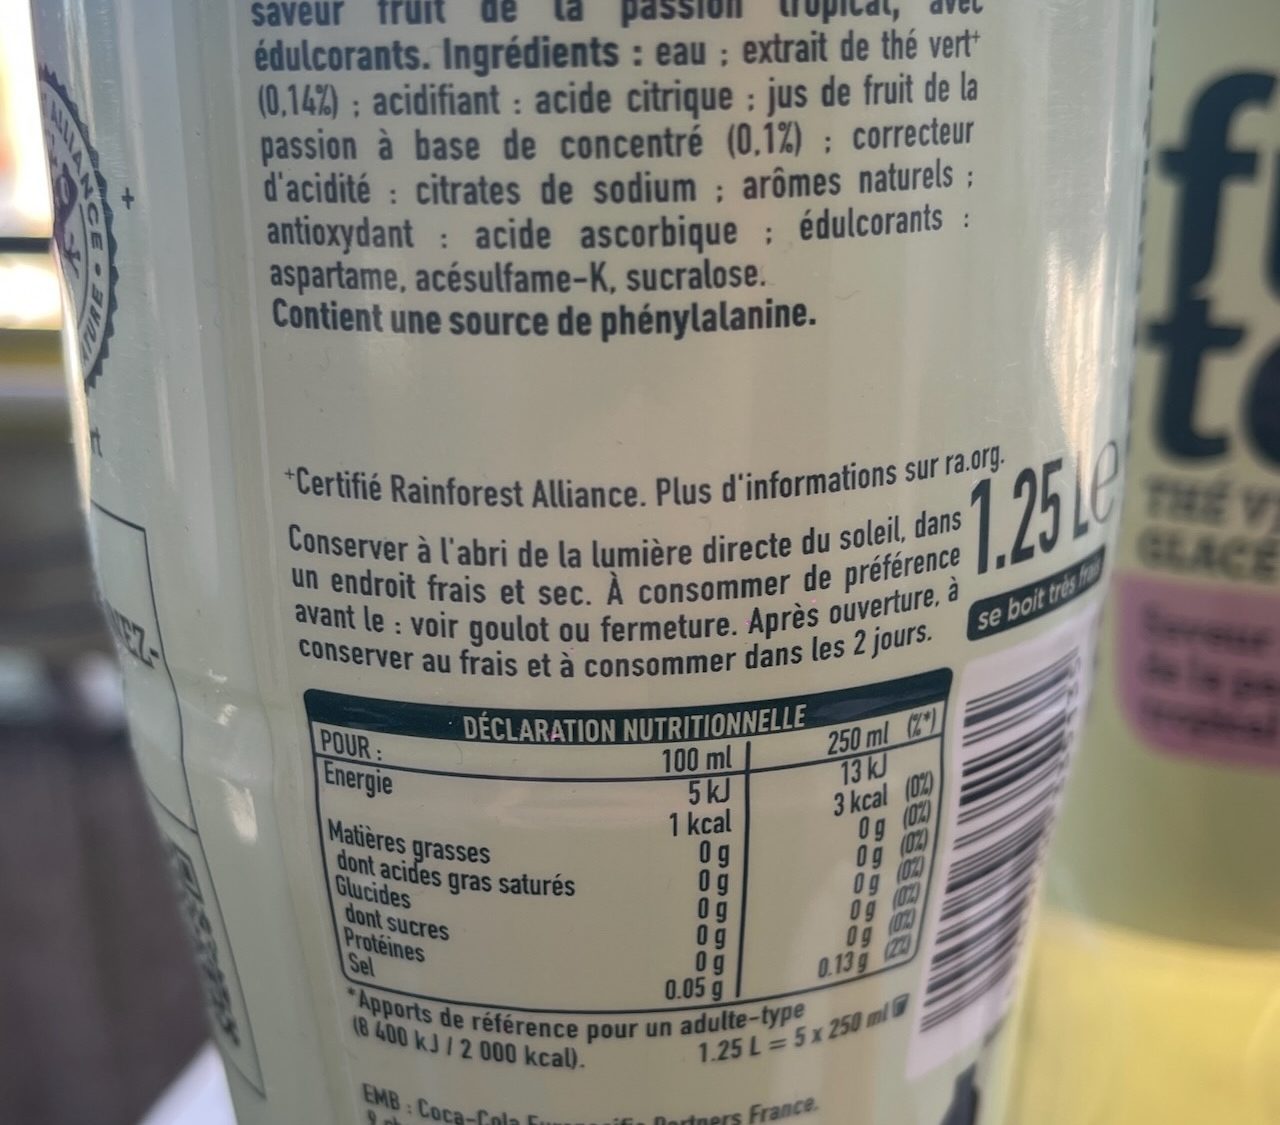 saveur fruit de la passion tropical, avec
édulcorants. Ingrédients : eau ; extrait de thé vert⁺
(0,14%) ; acidifiant : acide citrique ; jus de fruit de la
passion à base de concentré (0,1%) ; correcteur
d'acidité : citrates de sodium ; arômes naturels ;
antioxydant : acide ascorbique ; édulcorants :
aspartame, acésulfame-K, sucralose.
Contient une source de phénylalanine.
ALLIANCE
+
⁺Certifié Rainforest Alliance. Plus d'informations sur ra.org.
Conserver à l'abri de la lumière directe du soleil, dans
un endroit frais et sec. À consommer de préférence
avant le : voir goulot ou fermeture. Après ouverture, à
conserver au frais et à consommer dans les 2 jours.
1.25 L e
se boit très frais
DÉCLARATION NUTRITIONNELLE
POUR : 100 ml 250 ml (%*)
Énergie 5 kJ 13 kJ
1 kcal 3 kcal (0%)
Matières grasses 0 g 0 g (0%)
dont acides gras saturés 0 g 0 g (0%)
Glucides 0 g 0 g (0%)
dont sucres 0 g 0 g (0%)
Protéines 0 g 0 g (0%)
Sel 0.05 g 0.13 g (2%)
*Apports de référence pour un adulte-type
(8 400 kJ / 2 000 kcal).
1.25 L = 5 x 250 ml
EMB : Coca-Cola Europacific Partners France.
THÉ
GLACÉ